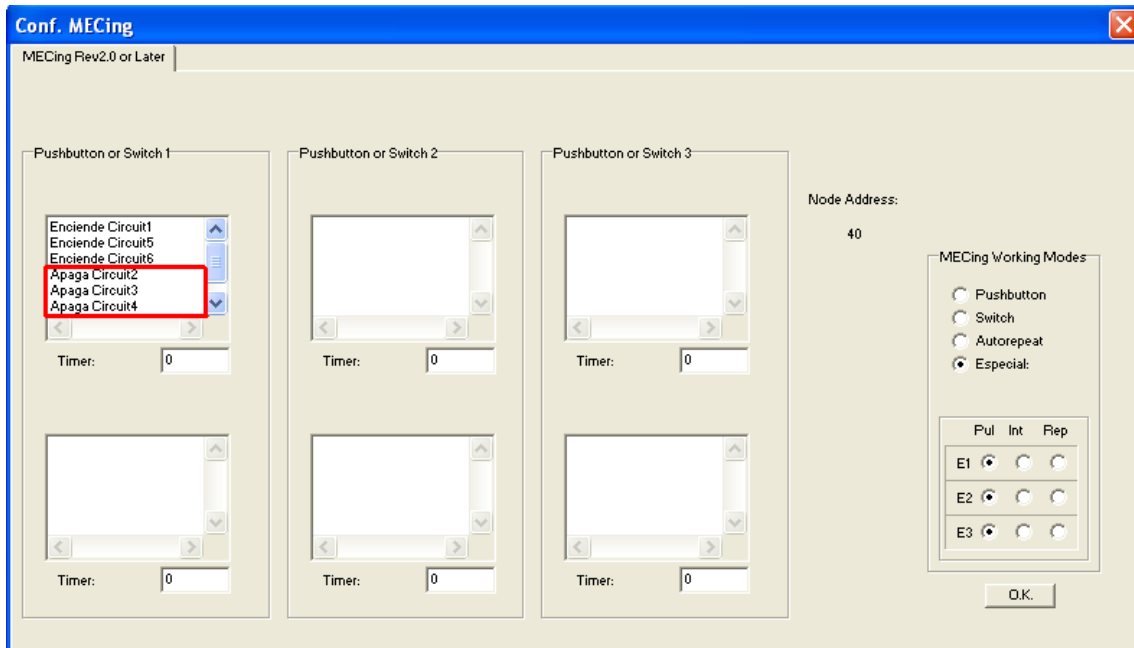 Conf. MECing
MECing Rev2.0 or Later
Pushbutton or Switch 1
Enciende Circuit1
Enciende Circuit5
Enciende Circuit6
Apaga Circuit2
Apaga Circuit3
Apaga Circuit4
Timer: 0
Timer: 0
Pushbutton or Switch 2
Timer: 0
Timer: 0
Pushbutton or Switch 3
Timer: 0
Timer: 0
Node Address:
40
MECing Working Modes
Pushbutton
Switch
Autorepeat
Especial:
Pul Int Rep
E1
E2
E3
O.K.